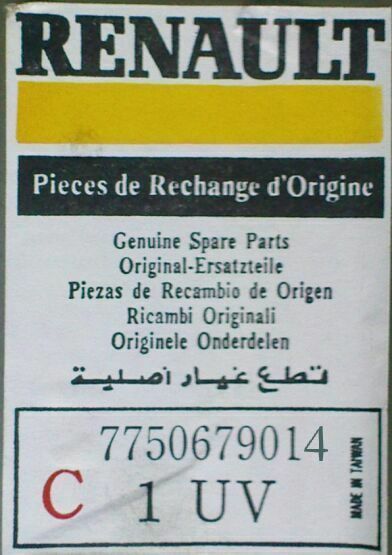 RENAULT
Pieces de Rechange d'Origine
Genuine Spare Parts
Original-Ersatzteile
Piezas de Recambio de Origen
Ricambi Originali
Originele Onderdelen
قطع غيار أصلية
7750679014
C 1 UV
MADE IN TAIWAN